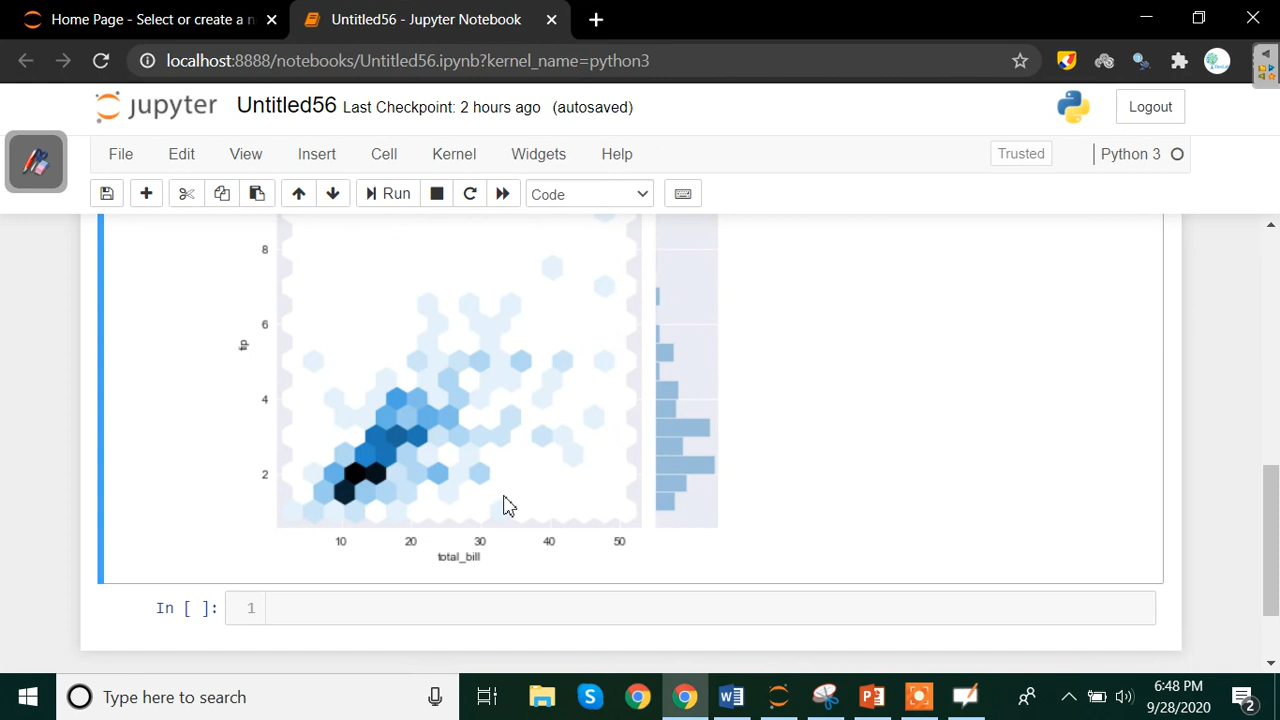 Home Page - Select or create a n
Untitled56 - Jupyter Notebook
localhost:8888/notebooks/Untitled56.ipynb?kernel_name=python3
jupyter Untitled56 Last Checkpoint: 2 hours ago (autosaved)
Logout
File Edit View Insert Cell Kernel Widgets Help Trusted Python 3
Run Code
8
6
tip
4
2
10 20 30 40 50
total_bill
In [ ]: 1
Type here to search
6:48 PM
9/28/2020
2